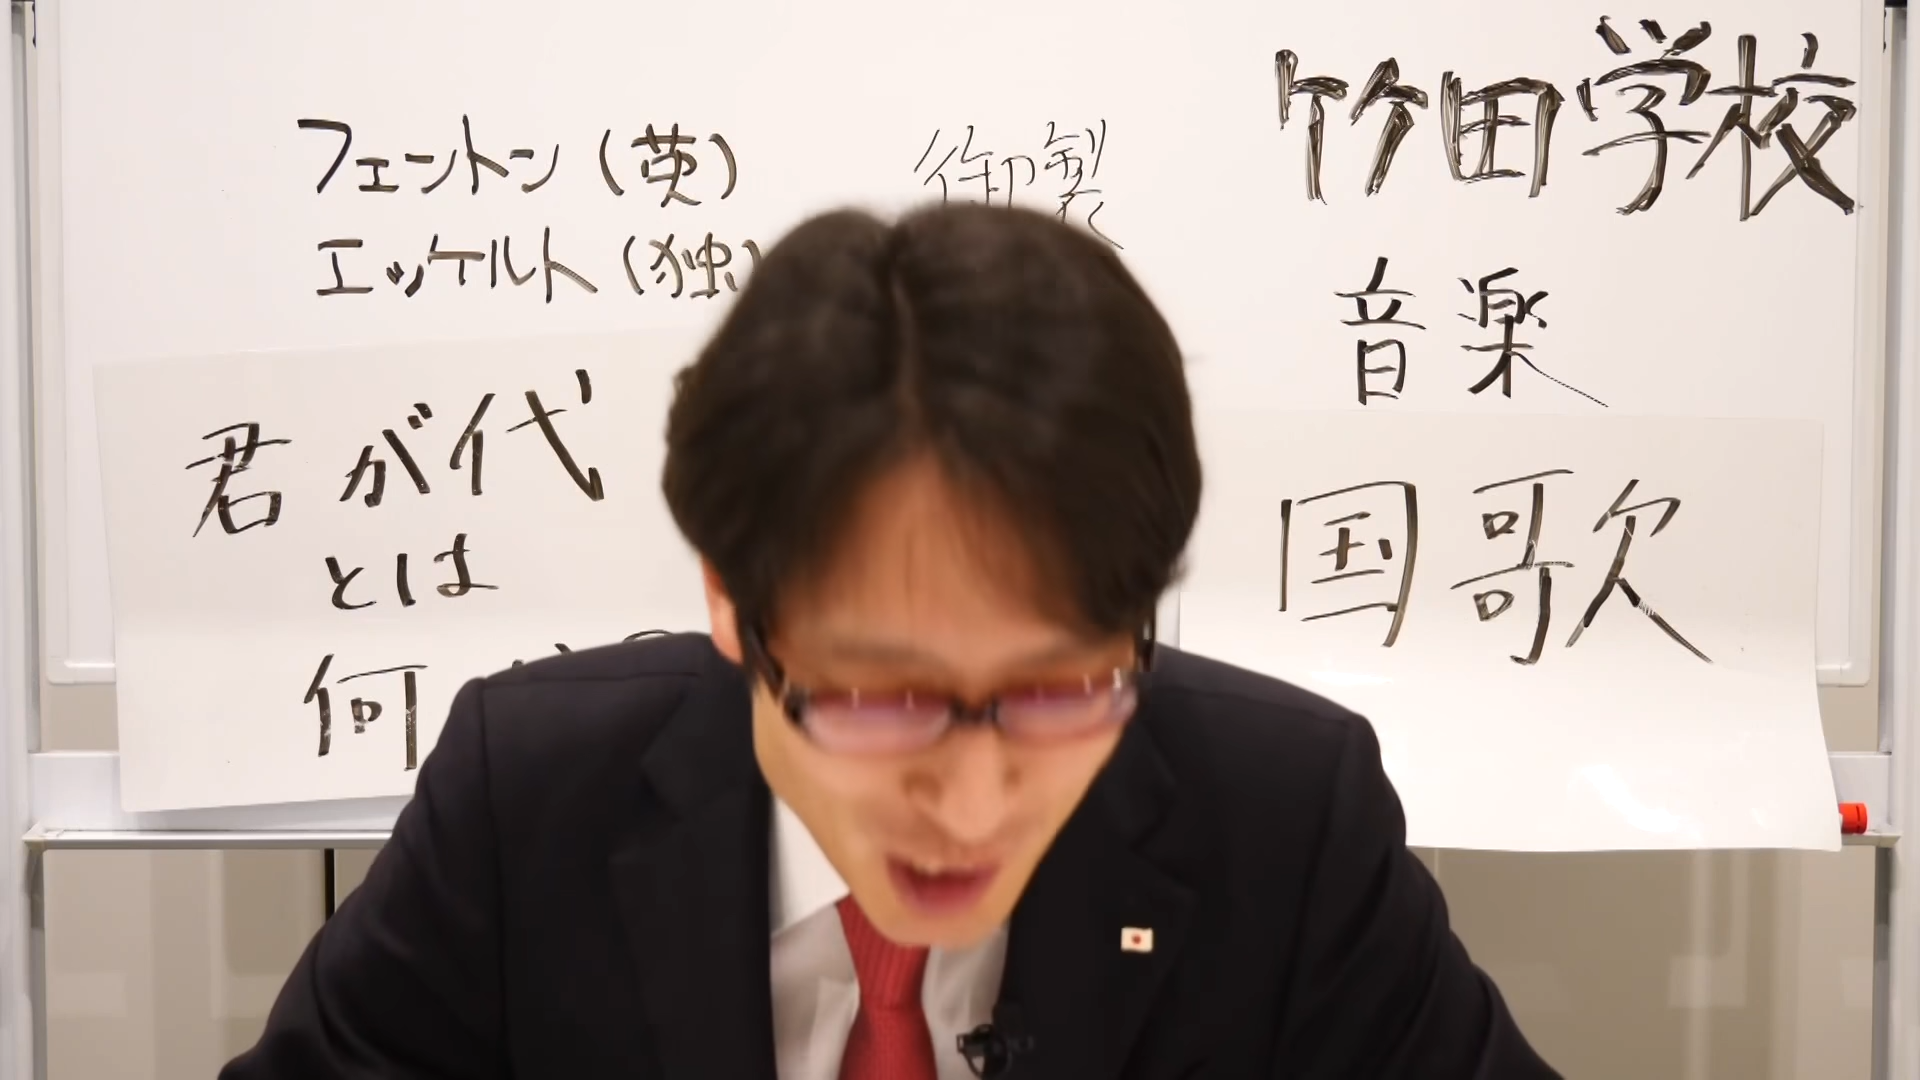 竹田学校
音楽
国歌
御製
フェントン（英）
エッケルト（独）
君が代
とは
何